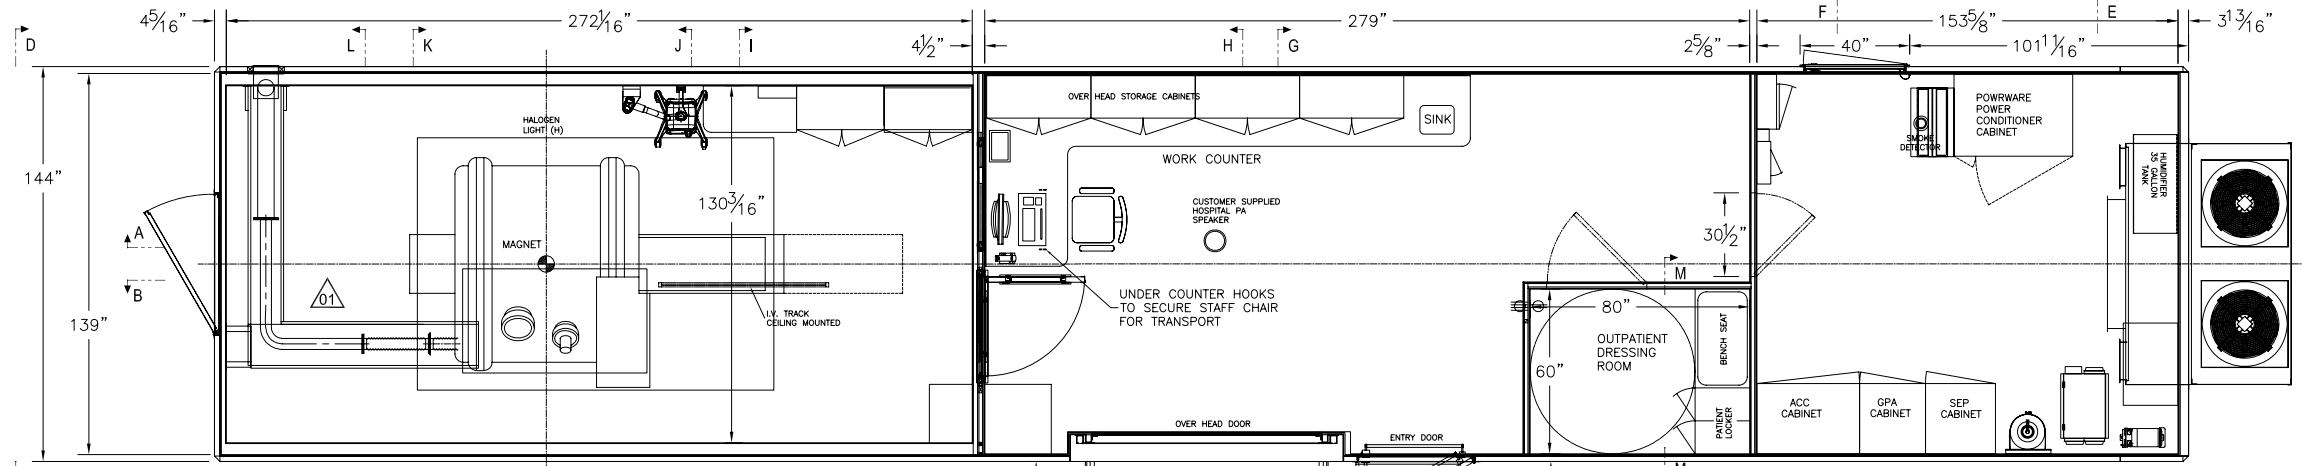 4 5/16"
272 1/16"
279"
F
153 5/8"
E
3 13/16"
D
L
K
J
I
4 1/2"
H
G
2 5/8"
40"
101 11/16"
OVER HEAD STORAGE CABINETS
SINK
POWRWARE
POWER
CONDITIONER
CABINET
SMOKE
DETECTOR
HALOGEN
LIGHT (H)
WORK COUNTER
HUMIDIFIER
35 GALLON
TANK
144"
130 3/16"
CUSTOMER SUPPLIED
HOSPITAL PA
SPEAKER
30 1/2"
A
MAGNET
B
M
01
139"
I.V. TRACK
CEILING MOUNTED
UNDER COUNTER HOOKS
TO SECURE STAFF CHAIR
FOR TRANSPORT
80"
OUTPATIENT
DRESSING
ROOM
BENCH SEAT
60"
PATIENT
LOCKER
ACC
CABINET
GPA
CABINET
SEP
CABINET
OVER HEAD DOOR
ENTRY DOOR
M